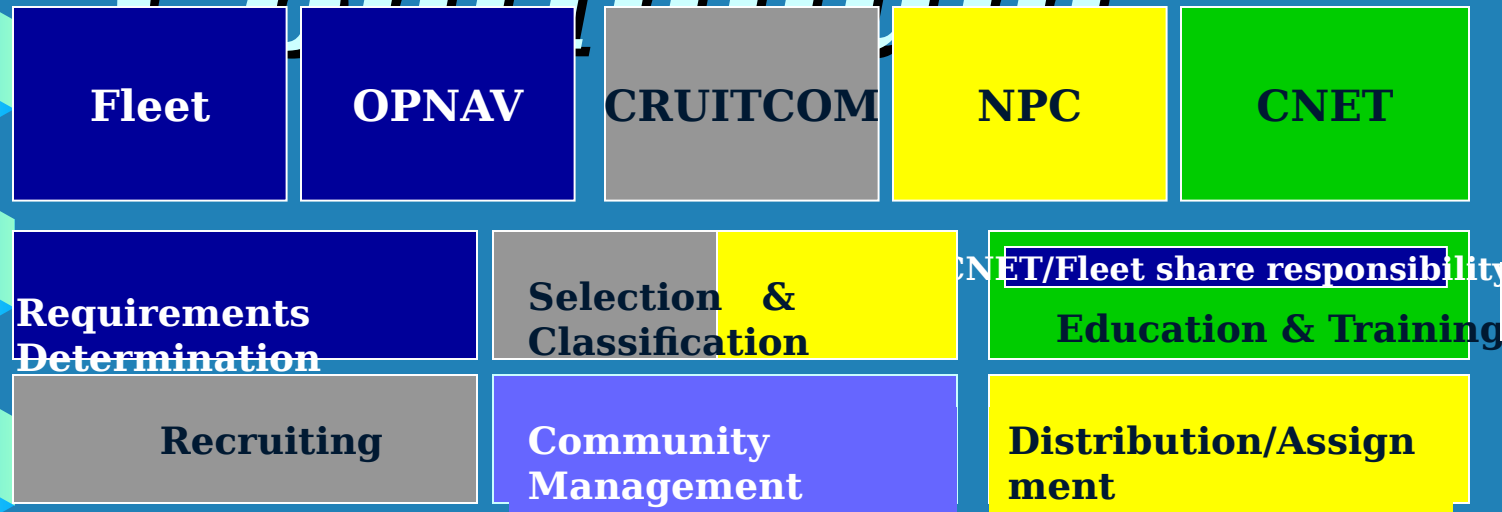 Fleet
OPNAV
CRUITCOM
NPC
CNET
Requirements
Determination
Selection &
Classification
CNET/Fleet share responsibility
Education & Training
Recruiting
Community
Management
Distribution/Assign
ment